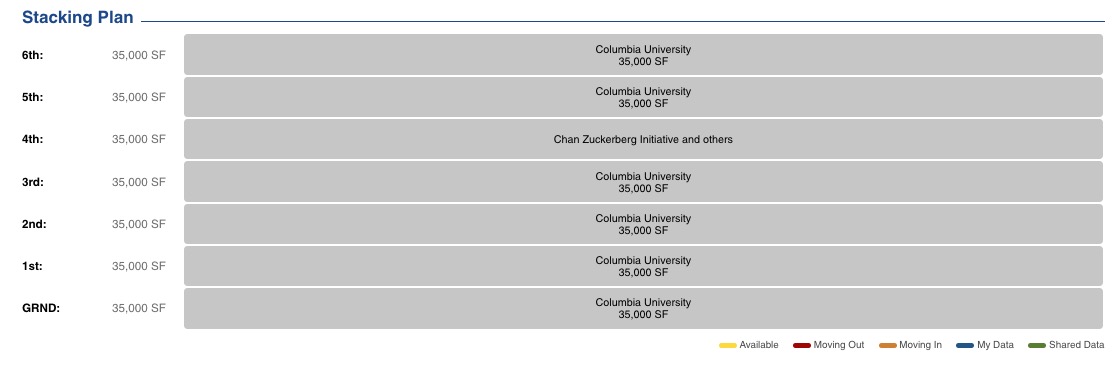 Stacking Plan
6th: 35,000 SF Columbia University
35,000 SF
5th: 35,000 SF Columbia University
35,000 SF
4th: 35,000 SF Chan Zuckerberg Initiative and others
3rd: 35,000 SF Columbia University
35,000 SF
2nd: 35,000 SF Columbia University
35,000 SF
1st: 35,000 SF Columbia University
35,000 SF
GRND: 35,000 SF Columbia University
35,000 SF
Available Moving Out Moving In My Data Shared Data